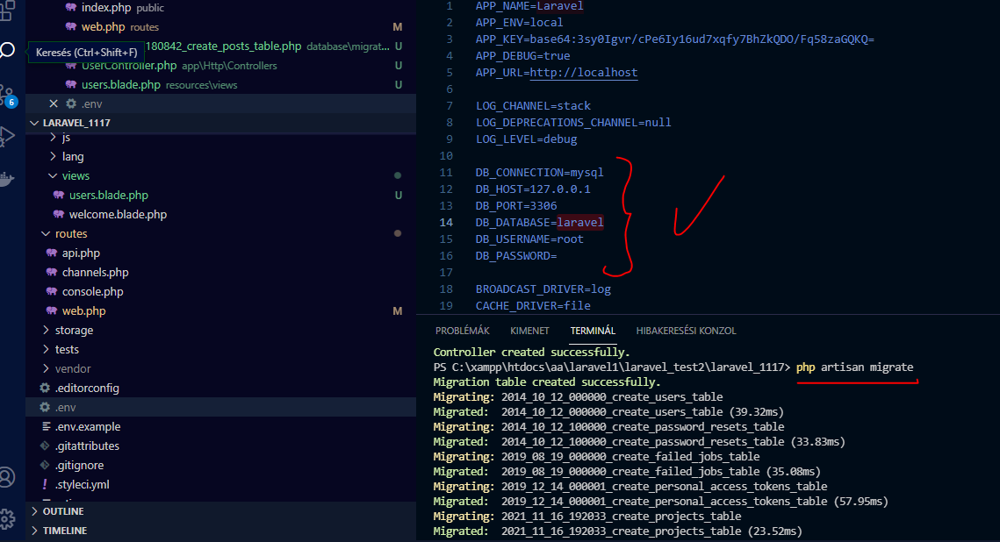 index.php public
web.php routes M
180842_create_posts_table.php database\migrat... U
Keresés (Ctrl+Shift+F)
UserController.php app\Http\Controllers U
users.blade.php resources\views U
6
.env
LARAVEL_1117
js
lang
views
users.blade.php U
welcome.blade.php
routes
api.php
channels.php
console.php
web.php M
storage
tests
vendor
.editorconfig
.env
.env.example
.gitattributes
.gitignore
.styleci.yml
OUTLINE
TIMELINE
1 APP_NAME=Laravel
2 APP_ENV=local
3 APP_KEY=base64:3sy0Igvr/cPe6Iy16ud7xqfy7BhZkQDO/Fq58zaGQKQ=
4 APP_DEBUG=true
5 APP_URL=http://localhost
6
7 LOG_CHANNEL=stack
8 LOG_DEPRECATIONS_CHANNEL=null
9 LOG_LEVEL=debug
10
11 DB_CONNECTION=mysql
12 DB_HOST=127.0.0.1
13 DB_PORT=3306
14 DB_DATABASE=laravel
15 DB_USERNAME=root
16 DB_PASSWORD=
17
18 BROADCAST_DRIVER=log
19 CACHE_DRIVER=file
PROBLÉMÁK KIMENET TERMINÁL HIBAKERESÉSI KONZOL
Controller created successfully.
PS C:\xampp\htdocs\aa\laravel1\laravel_test2\laravel_1117> php artisan migrate
Migration table created successfully.
Migrating: 2014_10_12_000000_create_users_table
Migrated: 2014_10_12_000000_create_users_table (39.32ms)
Migrating: 2014_10_12_100000_create_password_resets_table
Migrated: 2014_10_12_100000_create_password_resets_table (33.83ms)
Migrating: 2019_08_19_000000_create_failed_jobs_table
Migrated: 2019_08_19_000000_create_failed_jobs_table (35.08ms)
Migrating: 2019_12_14_000001_create_personal_access_tokens_table
Migrated: 2019_12_14_000001_create_personal_access_tokens_table (57.95ms)
Migrating: 2021_11_16_192033_create_projects_table
Migrated: 2021_11_16_192033_create_projects_table (23.52ms)